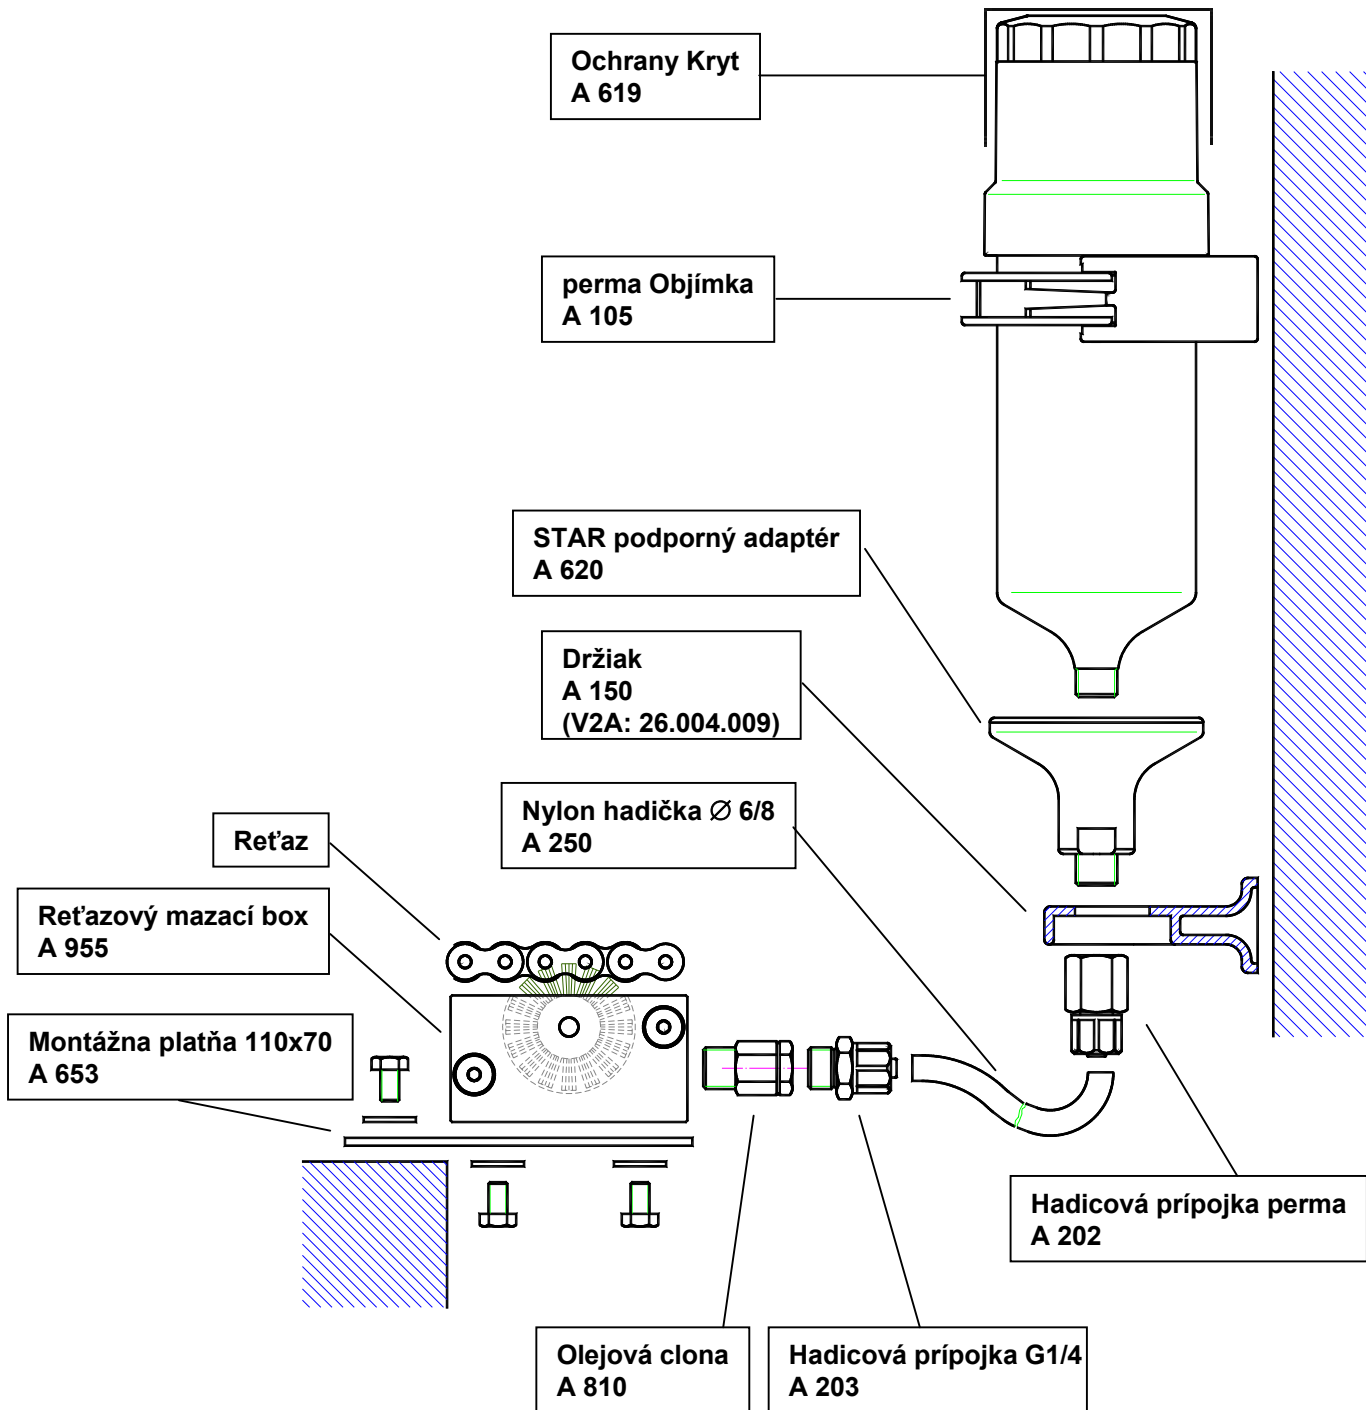 Ochrany Kryt
A 619
perma Objímka
A 105
STAR podporný adaptér
A 620
Držiak
A 150
(V2A: 26.004.009)
Nylon hadička ∅ 6/8
A 250
Reťaz
Reťazový mazací box
A 955
Montážna platňa 110x70
A 653
Hadicová prípojka perma
A 202
Olejová clona
A 810
Hadicová prípojka G1/4
A 203